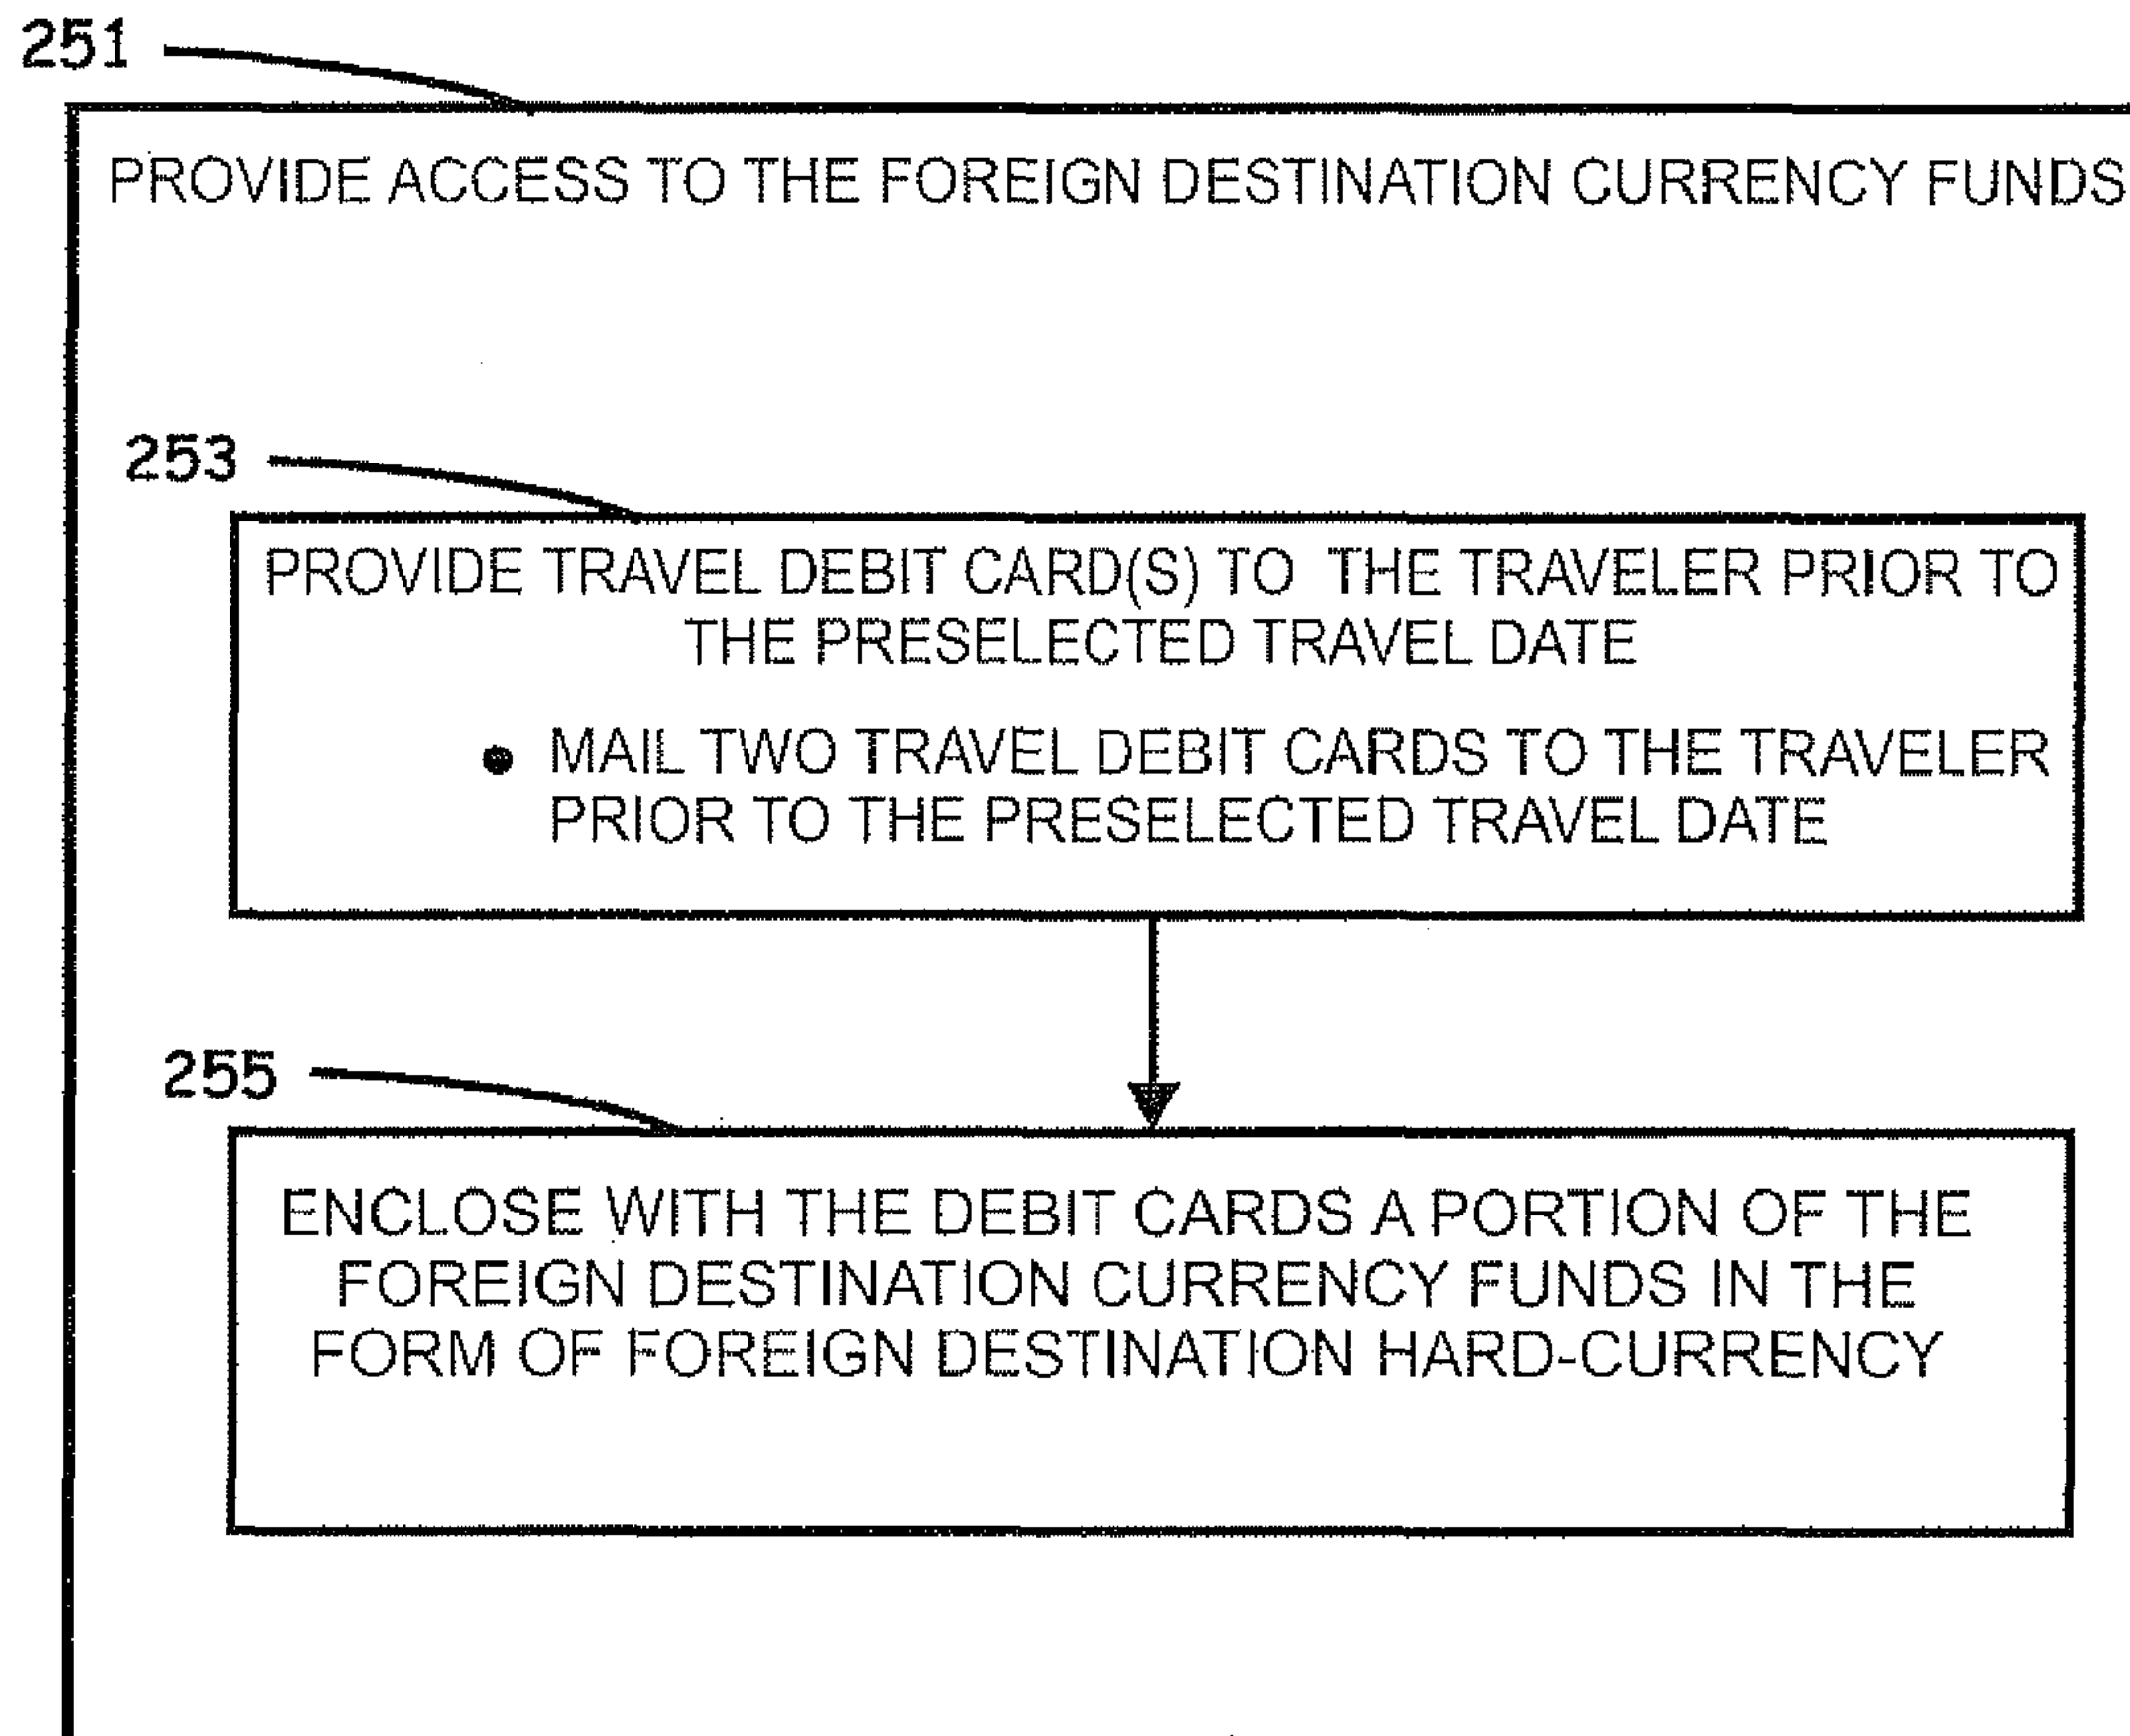 251
PROVIDE ACCESS TO THE FOREIGN DESTINATION CURRENCY FUNDS
253
PROVIDE TRAVEL DEBIT CARD(S) TO THE TRAVELER PRIOR TO
THE PRESELECTED TRAVEL DATE
● MAIL TWO TRAVEL DEBIT CARDS TO THE TRAVELER
PRIOR TO THE PRESELECTED TRAVEL DATE
255
ENCLOSE WITH THE DEBIT CARDS A PORTION OF THE
FOREIGN DESTINATION CURRENCY FUNDS IN THE
FORM OF FOREIGN DESTINATION HARD-CURRENCY